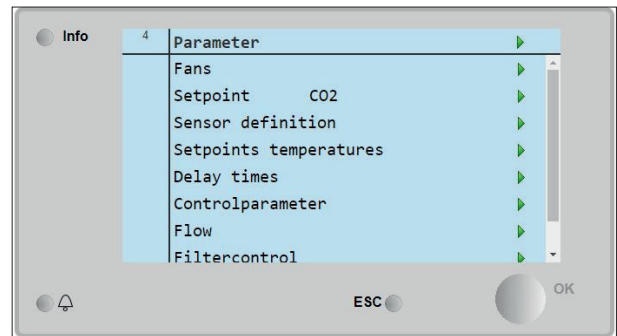 Info
4 Parameter
Fans
Setpoint CO2
Sensor definition
Setpoints temperatures
Delay times
Controlparameter
Flow
Filtercontrol
ESC
OK